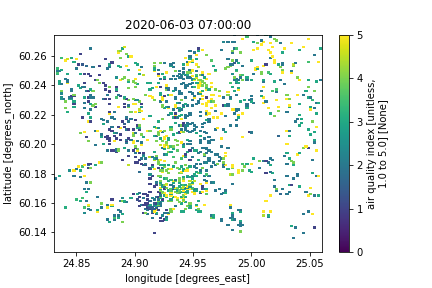 2020-06-03 07:00:00
60.26
60.24
60.22
60.20
60.18
60.16
60.14
latitude [degrees_north]
24.85 24.90 24.95 25.00 25.05
longitude [degrees_east]
5
4
3
2
1
0
air quality index [unitless,
1.0 to 5.0] [None]